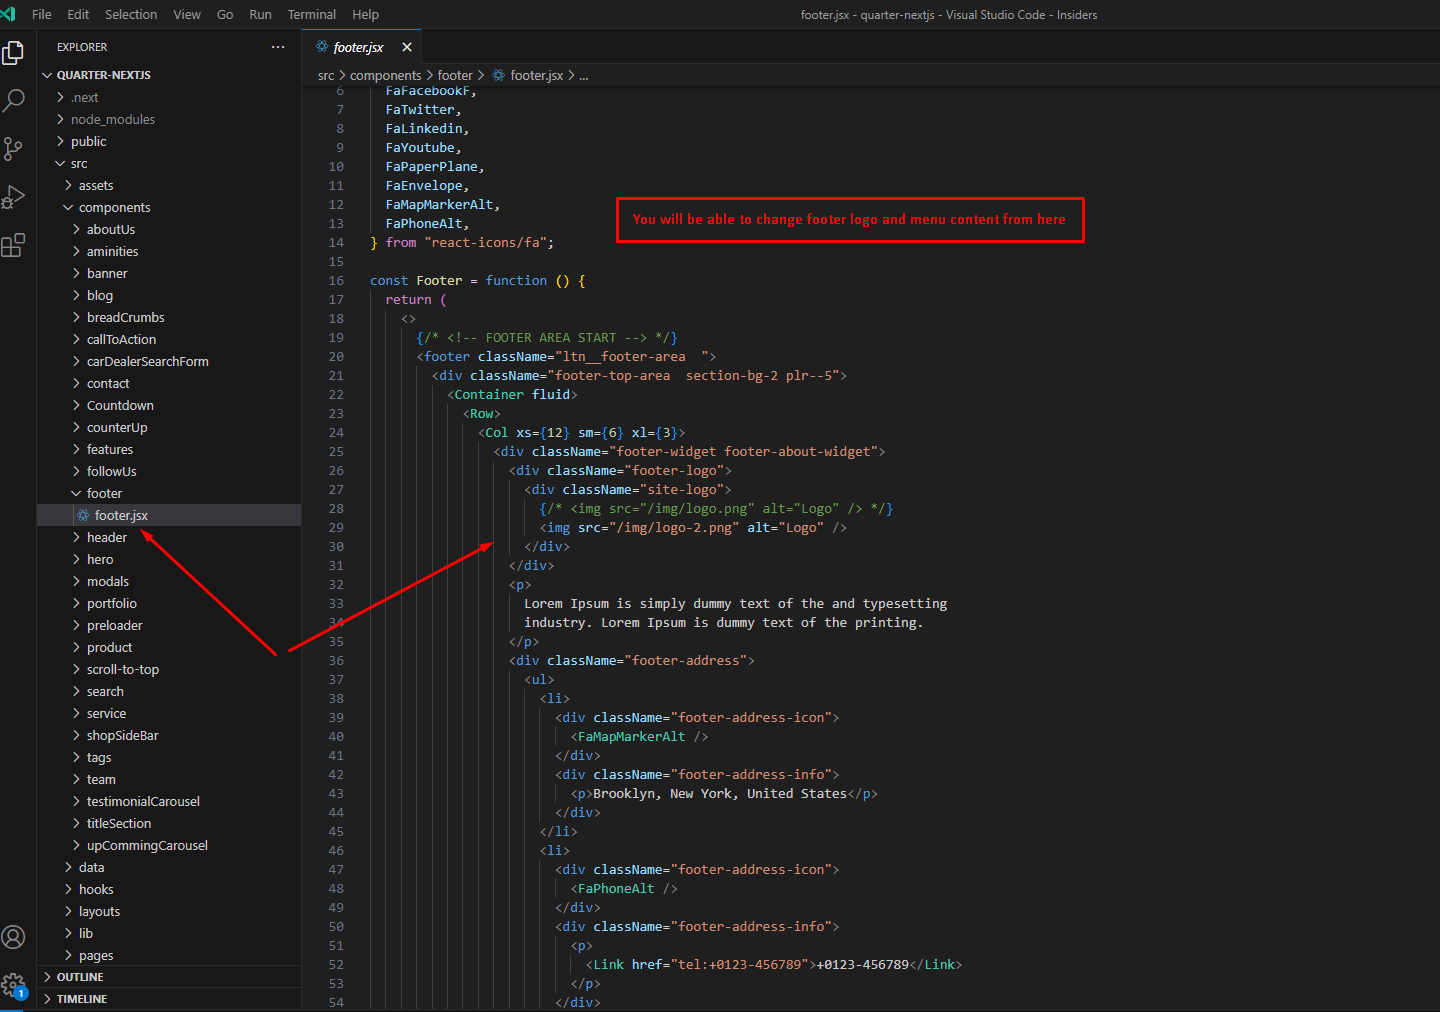 File Edit Selection View Go Run Terminal Help
footer.jsx - quarter-nextjs - Visual Studio Code - Insiders
EXPLORER
QUARTER-NEXTJS
.next
node_modules
public
src
assets
components
aboutUs
aminities
banner
blog
breadCrumbs
callToAction
carDealerSearchForm
contact
Countdown
counterUp
features
followUs
footer
footer.jsx
header
hero
modals
portfolio
preloader
product
scroll-to-top
search
service
shopSideBar
tags
team
testimonialCarousel
titleSection
upCommingCarousel
data
hooks
layouts
lib
pages
OUTLINE
TIMELINE
1
footer.jsx
src > components > footer > footer.jsx > ...
6 FaFacebookF,
7 FaTwitter,
8 FaLinkedin,
9 FaYoutube,
10 FaPaperPlane,
11 FaEnvelope,
12 FaMapMarkerAlt,
13 FaPhoneAlt,
14 } from "react-icons/fa";
15
16 const Footer = function () {
17 return (
18 <>
19 {/* <!-- FOOTER AREA START --> */}
20 <footer className="ltn__footer-area  ">
21 <div className="footer-top-area  section-bg-2 plr--5">
22 <Container fluid>
23 <Row>
24 <Col xs={12} sm={6} xl={3}>
25 <div className="footer-widget footer-about-widget">
26 <div className="footer-logo">
27 <div className="site-logo">
28 {/* <img src="/img/logo.png" alt="Logo" /> */}
29 <img src="/img/logo-2.png" alt="Logo" />
30 </div>
31 </div>
32 <p>
33 Lorem Ipsum is simply dummy text of the and typesetting
34 industry. Lorem Ipsum is dummy text of the printing.
35 </p>
36 <div className="footer-address">
37 <ul>
38 <li>
39 <div className="footer-address-icon">
40 <FaMapMarkerAlt />
41 </div>
42 <div className="footer-address-info">
43 <p>Brooklyn, New York, United States</p>
44 </div>
45 </li>
46 <li>
47 <div className="footer-address-icon">
48 <FaPhoneAlt />
49 </div>
50 <div className="footer-address-info">
51 <p>
52 <Link href="tel:+0123-456789">+0123-456789</Link>
53 </p>
54 </div>
You will be able to change footer logo and menu content from here